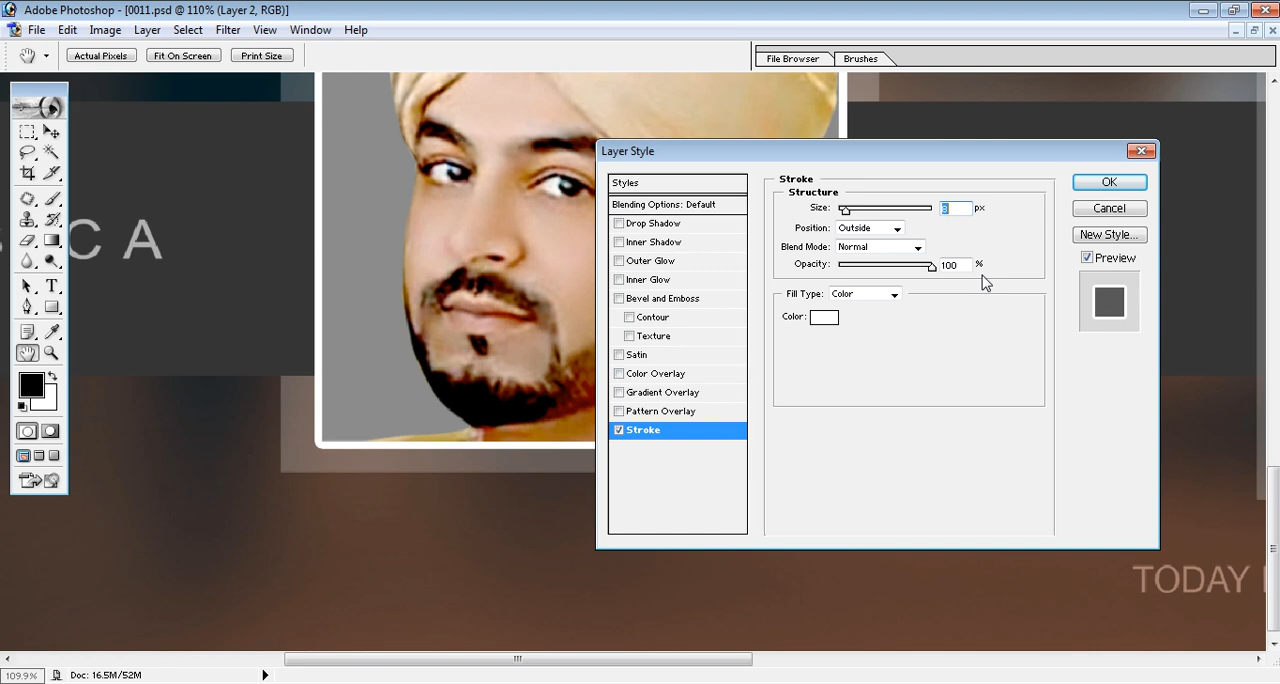 Adobe Photoshop - [0011.psd @ 110% (Layer 2, RGB)]
File Edit Image Layer Select Filter View Window Help
Actual Pixels Fit On Screen Print Size
File Browser Brushes
C A
Layer Style
Styles
Blending Options: Default
Drop Shadow
Inner Shadow
Outer Glow
Inner Glow
Bevel and Emboss
Contour
Texture
Satin
Color Overlay
Gradient Overlay
Pattern Overlay
Stroke
Stroke
Structure
Size: 8 px
Position: Outside
Blend Mode: Normal
Opacity: 100 %
Fill Type: Color
Color:
OK
Cancel
New Style...
Preview
TODAY
109.9% Doc: 16.5M/52M